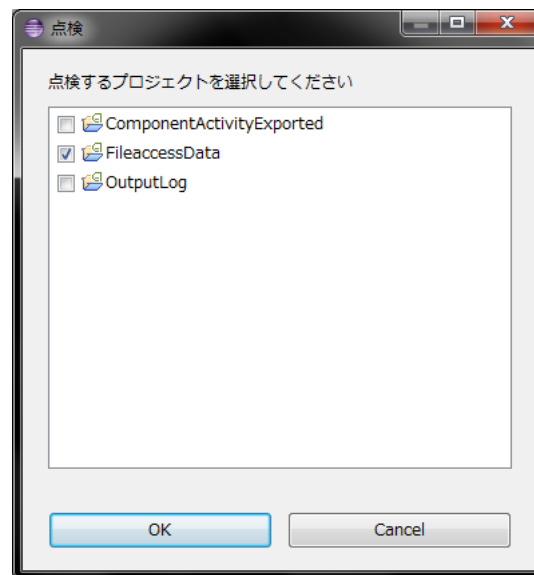 点検
点検するプロジェクトを選択してください
ComponentActivityExported
FileaccessData
OutputLog
OK
Cancel